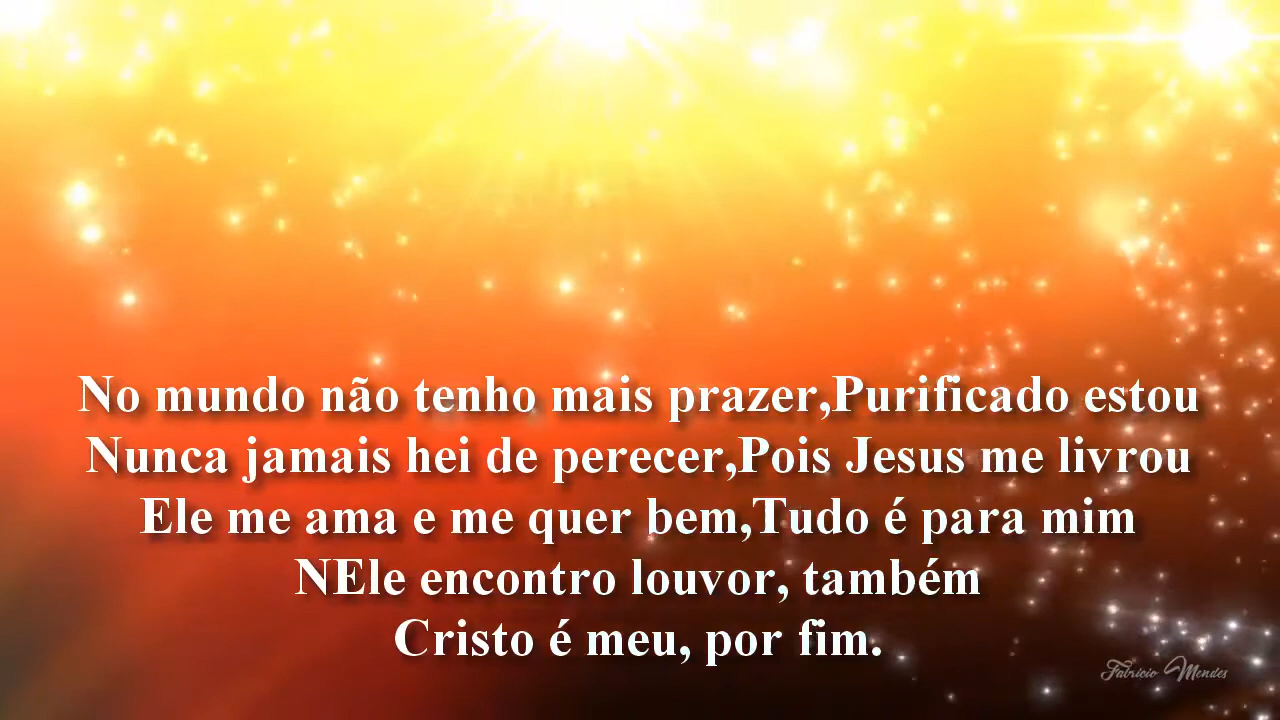 No mundo não tenho mais prazer,Purificado estou
Nunca jamais hei de perecer,Pois Jesus me livrou
Ele me ama e me quer bem,Tudo é para mim
NEle encontro louvor, também
Cristo é meu, por fim.
Fabricio Mendes